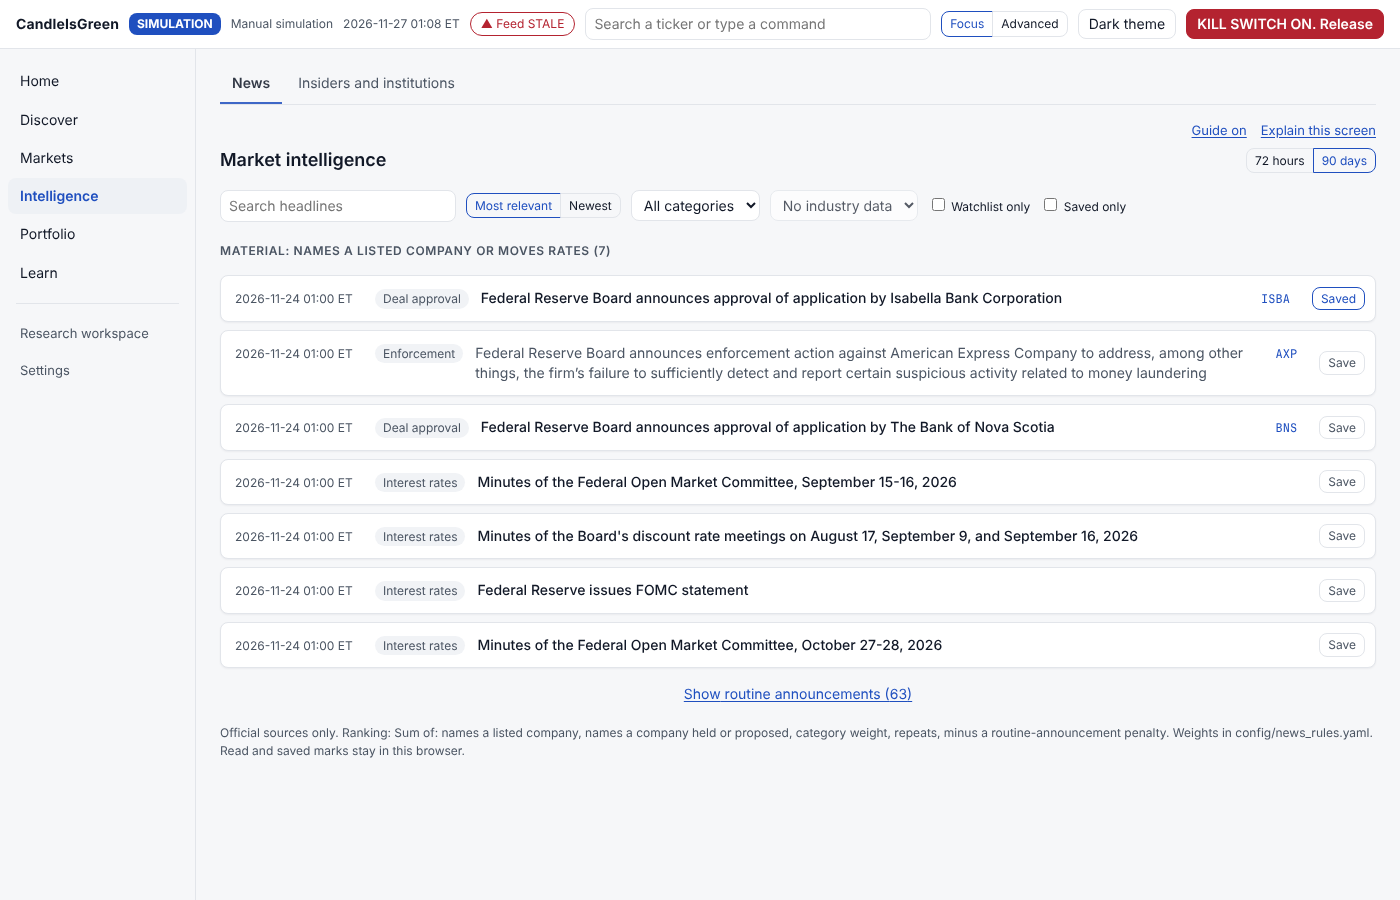 CandlelsGreen SIMULATION Manual simulation 2026-11-27 01:08 ET ▲ Feed STALE Search a ticker or type a command Focus Advanced Dark theme KILL SWITCH ON. Release
Home
Discover
Markets
Intelligence
Portfolio
Learn
Research workspace
Settings
News Insiders and institutions
Guide on Explain this screen
Market intelligence 72 hours 90 days
Search headlines Most relevant Newest All categories No industry data Watchlist only Saved only
MATERIAL: NAMES A LISTED COMPANY OR MOVES RATES (7)
2026-11-24 01:00 ET Deal approval Federal Reserve Board announces approval of application by Isabella Bank Corporation ISBA Saved
2026-11-24 01:00 ET Enforcement Federal Reserve Board announces enforcement action against American Express Company to address, among other AXP Save
things, the firm’s failure to sufficiently detect and report certain suspicious activity related to money laundering
2026-11-24 01:00 ET Deal approval Federal Reserve Board announces approval of application by The Bank of Nova Scotia BNS Save
2026-11-24 01:00 ET Interest rates Minutes of the Federal Open Market Committee, September 15-16, 2026 Save
2026-11-24 01:00 ET Interest rates Minutes of the Board's discount rate meetings on August 17, September 9, and September 16, 2026 Save
2026-11-24 01:00 ET Interest rates Federal Reserve issues FOMC statement Save
2026-11-24 01:00 ET Interest rates Minutes of the Federal Open Market Committee, October 27-28, 2026 Save
Show routine announcements (63)
Official sources only. Ranking: Sum of: names a listed company, names a company held or proposed, category weight, repeats, minus a routine-announcement penalty. Weights in config/news_rules.yaml.
Read and saved marks stay in this browser.